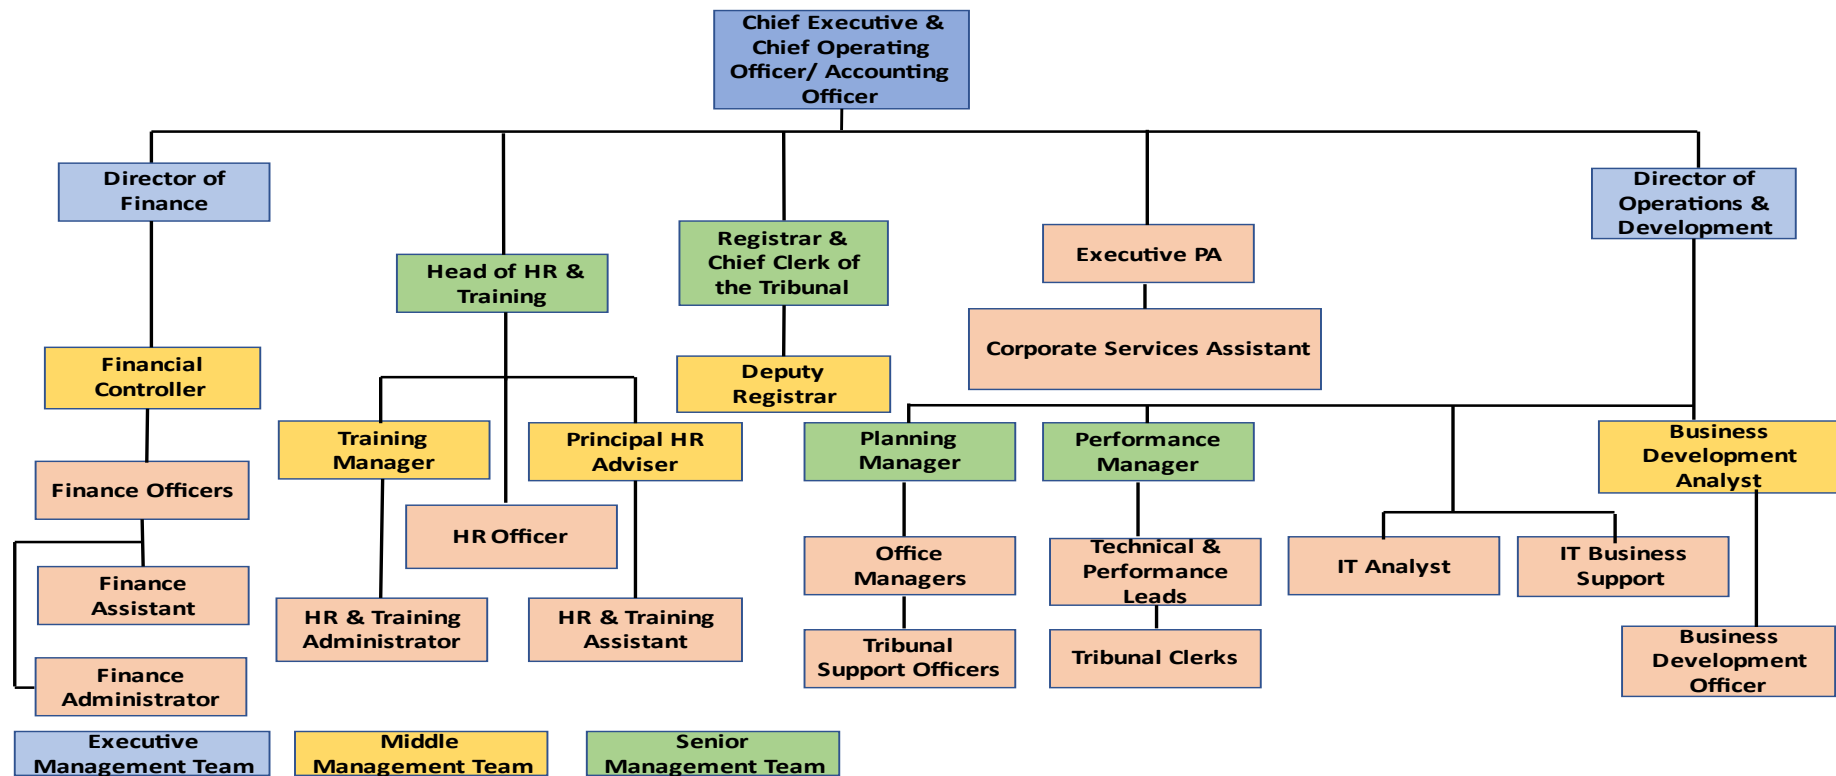 Chief Executive &
Chief Operating
Officer/ Accounting
Officer
Director of
Finance
Director of
Operations &
Development
Registrar &
Chief Clerk of
the Tribunal
Executive PA
Head of HR &
Training
Corporate Services Assistant
Financial
Controller
Deputy
Registrar
Training
Manager
Principal HR
Adviser
Planning
Manager
Performance
Manager
Business
Development
Analyst
Finance Officers
HR Officer
Office
Managers
Technical &
Performance
Leads
IT Analyst
IT Business
Support
Finance
Assistant
HR & Training
Administrator
HR & Training
Assistant
Tribunal
Support Officers
Tribunal Clerks
Business
Development
Officer
Finance
Administrator
Executive
Management Team
Middle
Management Team
Senior
Management Team